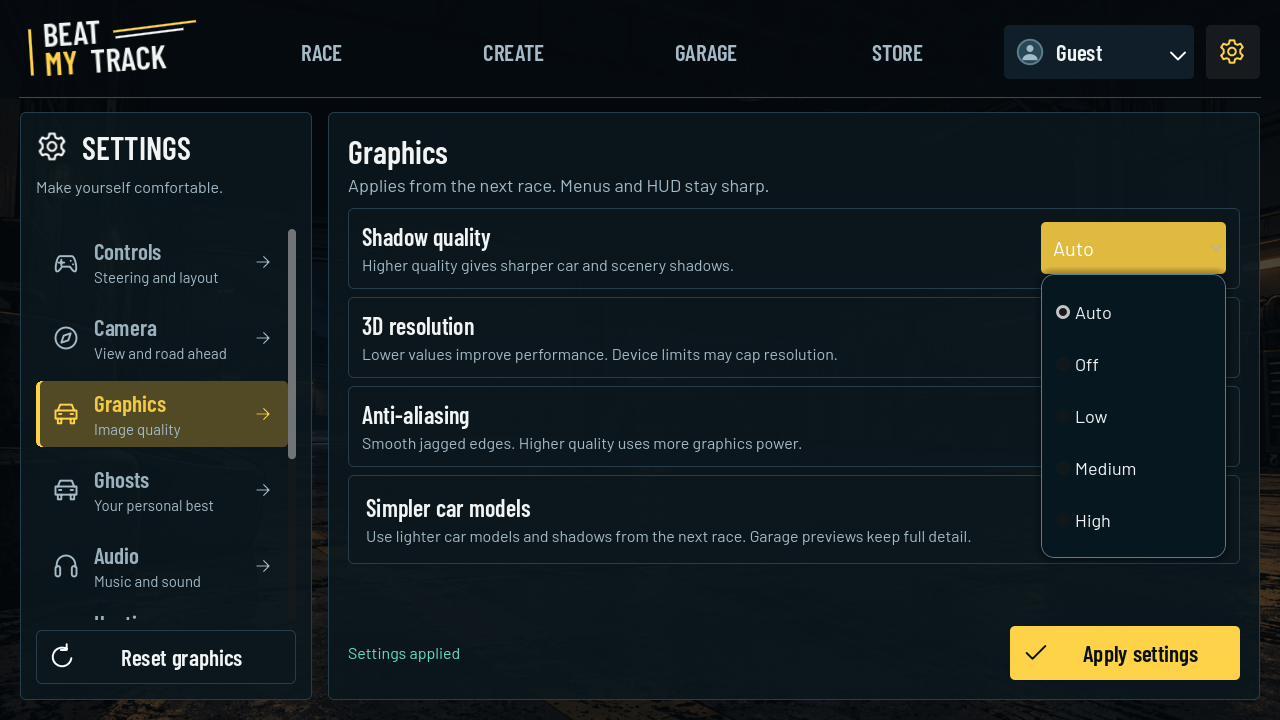 BEAT
MY TRACK
RACE
CREATE
GARAGE
STORE
Guest
SETTINGS
Make yourself comfortable.
Controls
Steering and layout
Camera
View and road ahead
Graphics
Image quality
Ghosts
Your personal best
Audio
Music and sound
Reset graphics
Graphics
Applies from the next race. Menus and HUD stay sharp.
Shadow quality
Higher quality gives sharper car and scenery shadows.
Auto
3D resolution
Lower values improve performance. Device limits may cap resolution.
Anti-aliasing
Smooth jagged edges. Higher quality uses more graphics power.
Simpler car models
Use lighter car models and shadows from the next race. Garage previews keep full detail.
Auto
Off
Low
Medium
High
Settings applied
Apply settings